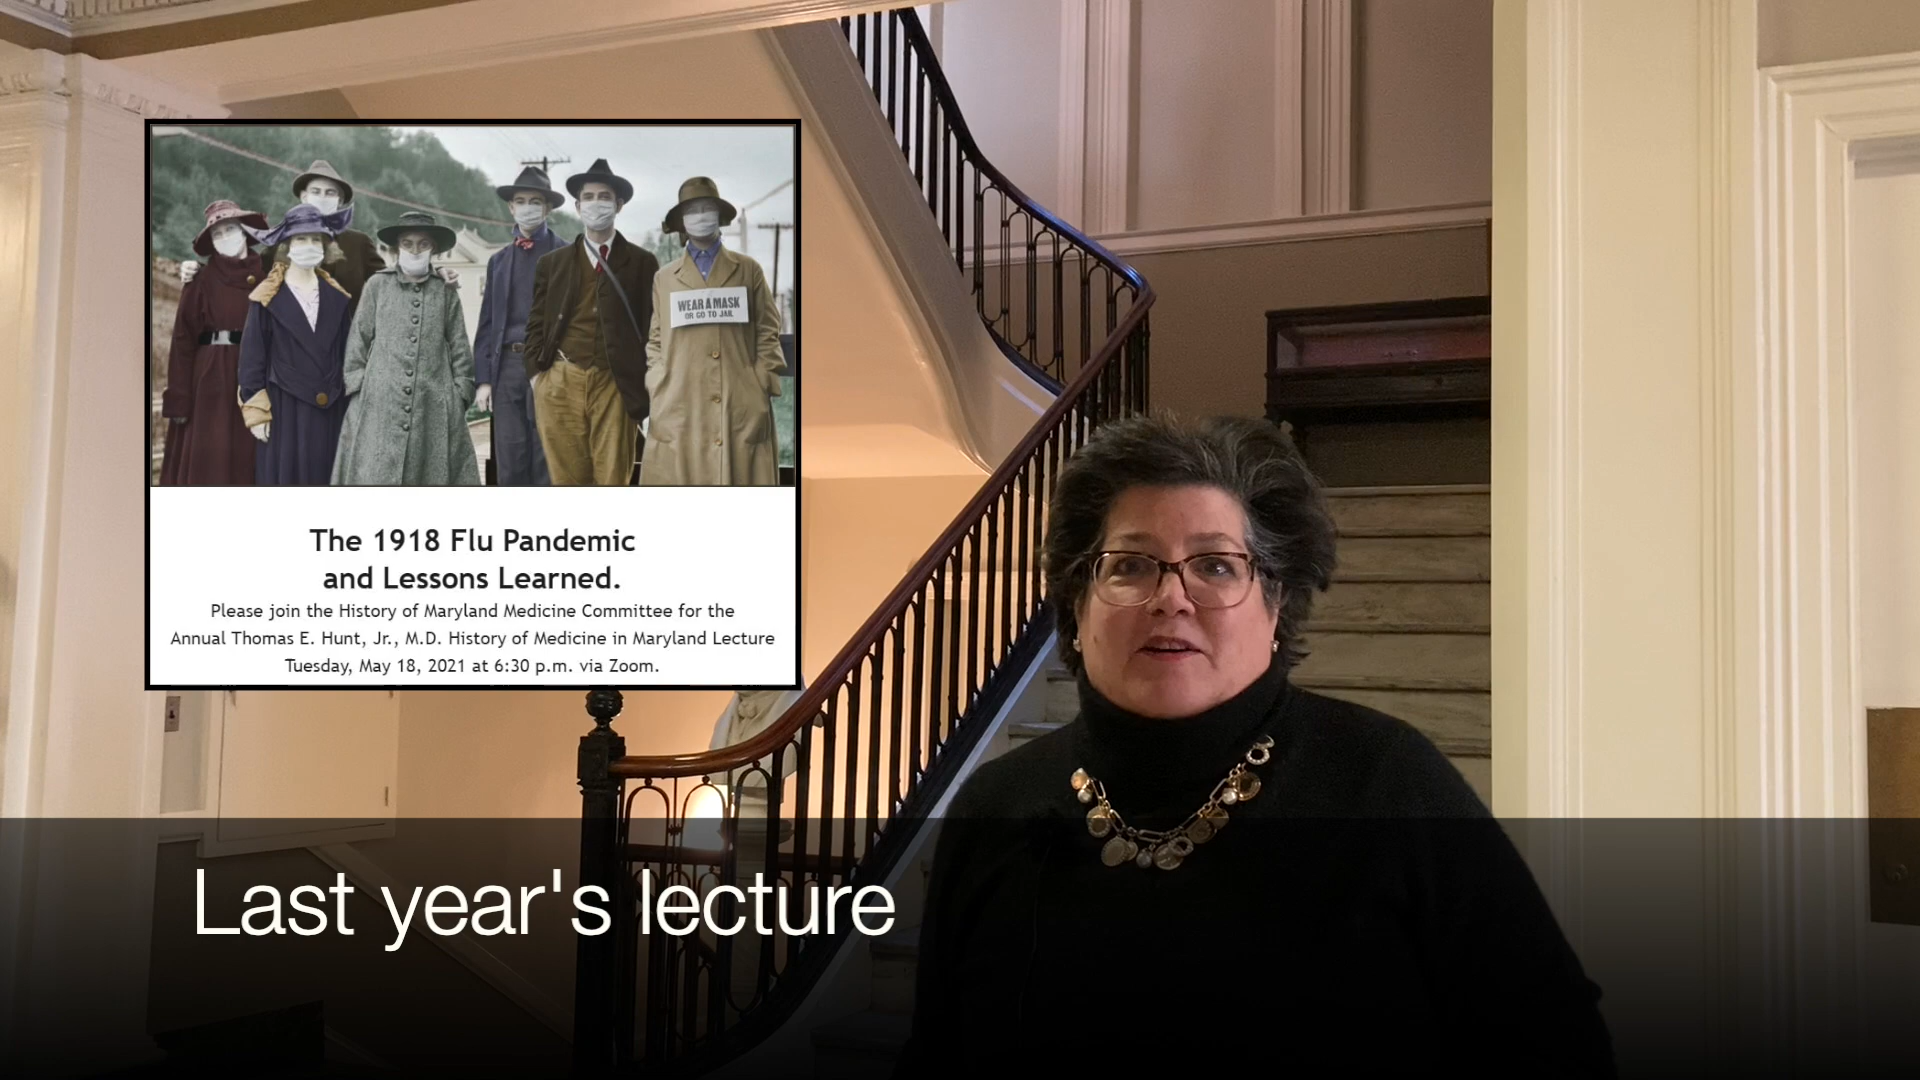 WEAR A MASK
OR GO TO JAIL
The 1918 Flu Pandemic
and Lessons Learned.
Please join the History of Maryland Medicine Committee for the
Annual Thomas E. Hunt, Jr., M.D. History of Medicine in Maryland Lecture
Tuesday, May 18, 2021 at 6:30 p.m. via Zoom.
Last year's lecture